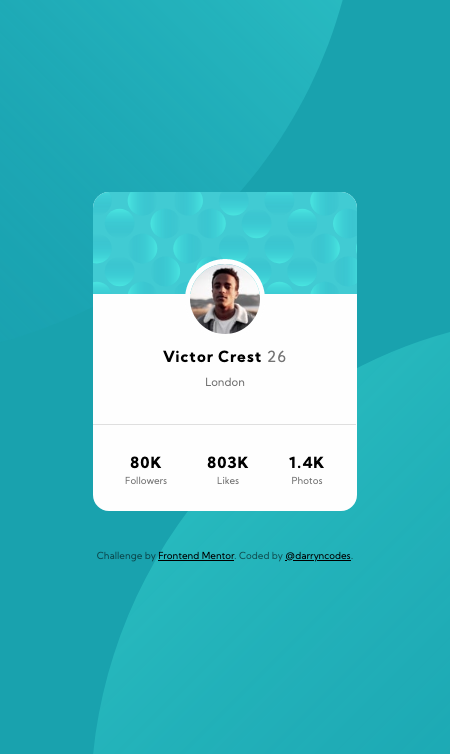 Victor Crest 26
London
80K 803K 1.4K
Followers Likes Photos
Challenge by Frontend Mentor. Coded by @darryncodes.